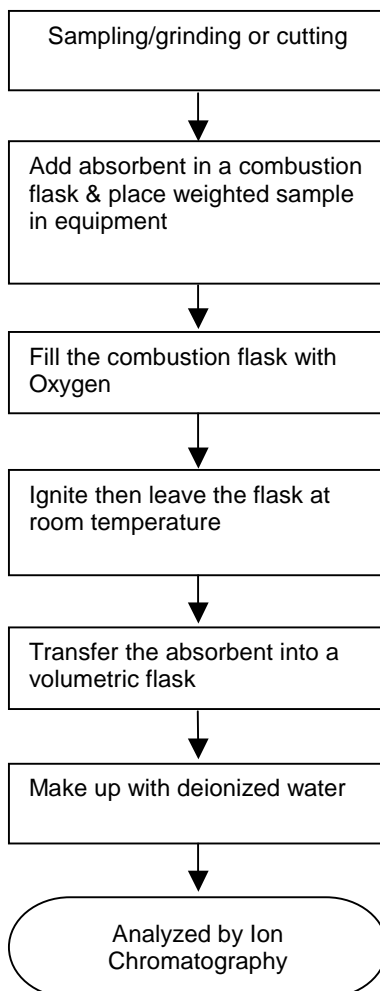 Sampling/grinding or cutting
Add absorbent in a combustion
flask & place weighted sample
in equipment
Fill the combustion flask with
Oxygen
Ignite then leave the flask at
room temperature
Transfer the absorbent into a
volumetric flask
Make up with deionized water
Analyzed by Ion
Chromatography